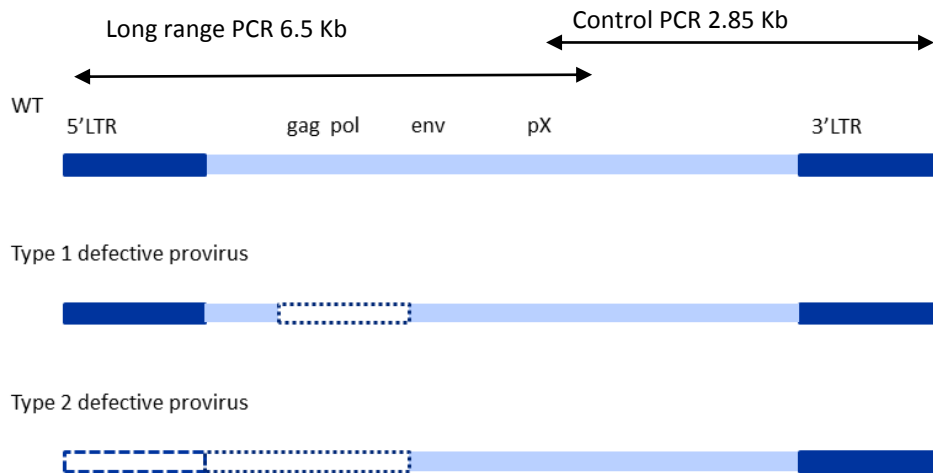 Long range PCR 6.5 Kb
Control PCR 2.85 Kb
WT
5'LTR gag pol env pX 3'LTR
Type 1 defective provirus
Type 2 defective provirus